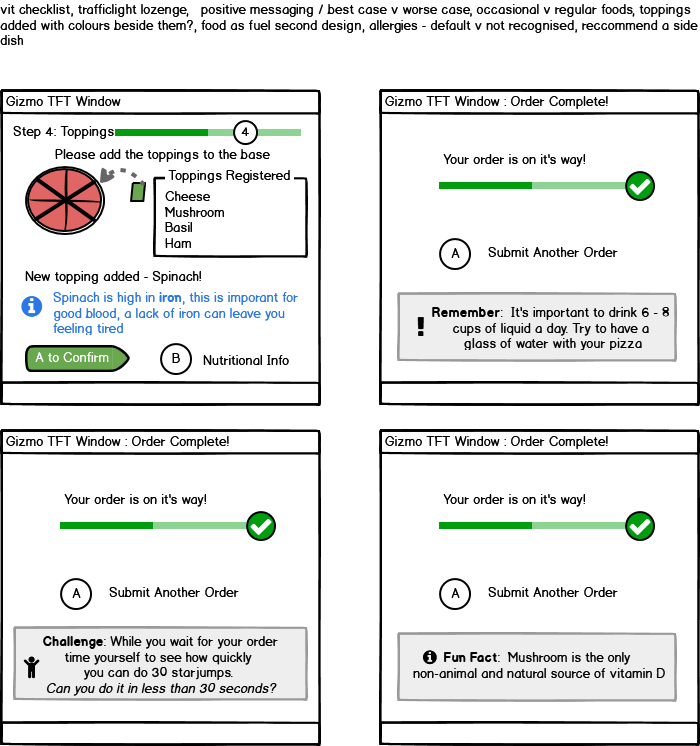 vit checklist, trafficlight lozenge, positive messaging / best case v worse case, occasional v regular foods, toppings
added with colours beside them?, food as fuel second design, allergies - default v not recognised, reccommend a side
dish
Gizmo TFT Window
Step 4: Toppings
4
Please add the toppings to the base
Toppings Registered
Cheese
Mushroom
Basil
Ham
New topping added - Spinach!
Spinach is high in iron, this is imporant for
good blood, a lack of iron can leave you
feeling tired
A to Confirm
B
Nutritional Info
Gizmo TFT Window : Order Complete!
Your order is on it's way!
A
Submit Another Order
Remember: It's important to drink 6 - 8
cups of liquid a day. Try to have a
glass of water with your pizza
Gizmo TFT Window : Order Complete!
Your order is on it's way!
A
Submit Another Order
Challenge: While you wait for your order
time yourself to see how quickly
you can do 30 starjumps.
Can you do it in less than 30 seconds?
Gizmo TFT Window : Order Complete!
Your order is on it's way!
A
Submit Another Order
Fun Fact: Mushroom is the only
non-animal and natural source of vitamin D